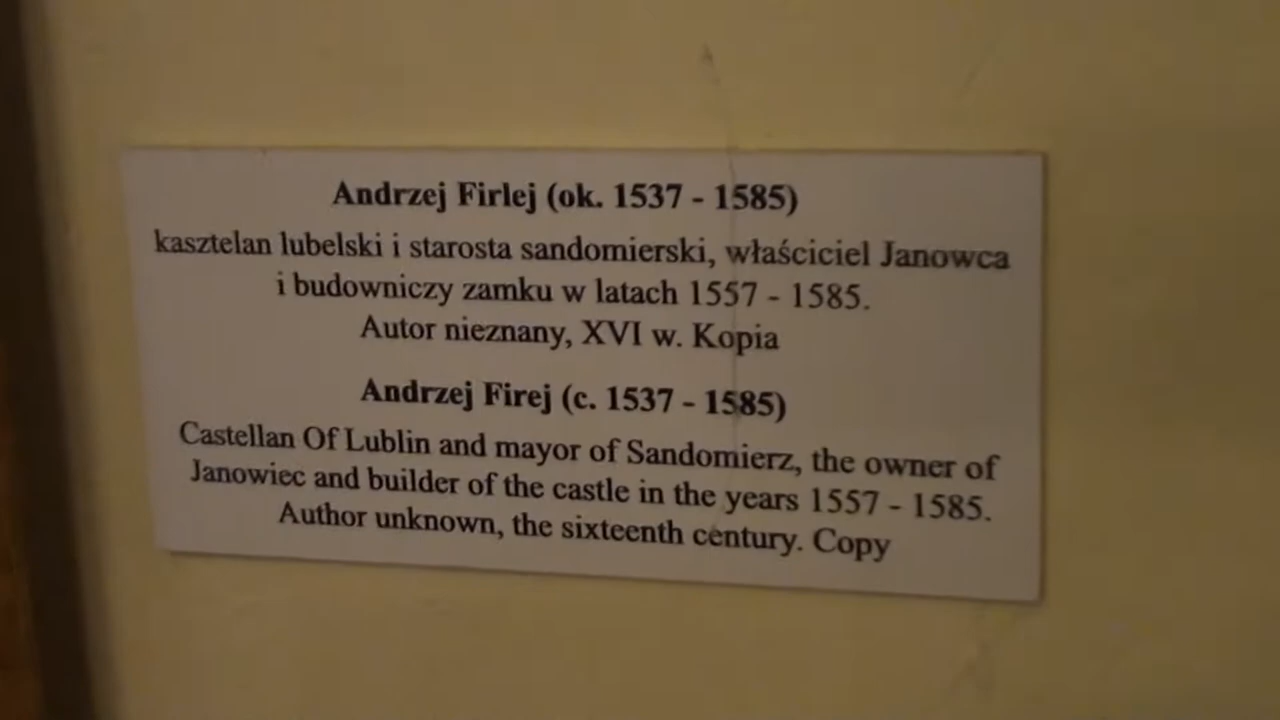 Andrzej Firlej (ok. 1537 - 1585)
kasztelan lubelski i starosta sandomierski, właściciel Janowca
i budowniczy zamku w latach 1557 - 1585.
Autor nieznany, XVI w. Kopia
Andrzej Firej (c. 1537 - 1585)
Castellan Of Lublin and mayor of Sandomierz, the owner of
Janowiec and builder of the castle in the years 1557 - 1585.
Author unknown, the sixteenth century. Copy